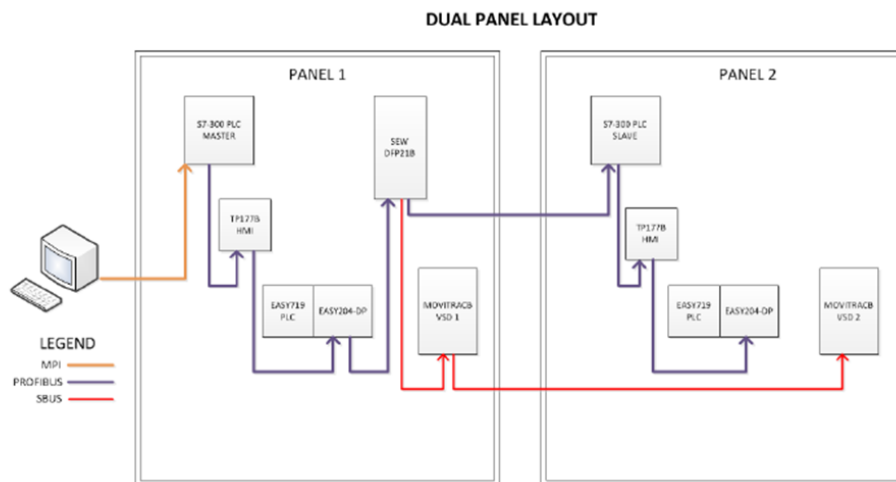 DUAL PANEL LAYOUT
PANEL 1
S7-300 PLC
MASTER
SEW
DFP21B
TP177B
HMI
EASY719
PLC
EASY204-DP
MOVITRACB
VSD 1
PANEL 2
S7-300 PLC
SLAVE
TP177B
HMI
EASY719
PLC
EASY204-DP
MOVITRACB
VSD 2
LEGEND
MPI
PROFIBUS
SBUS